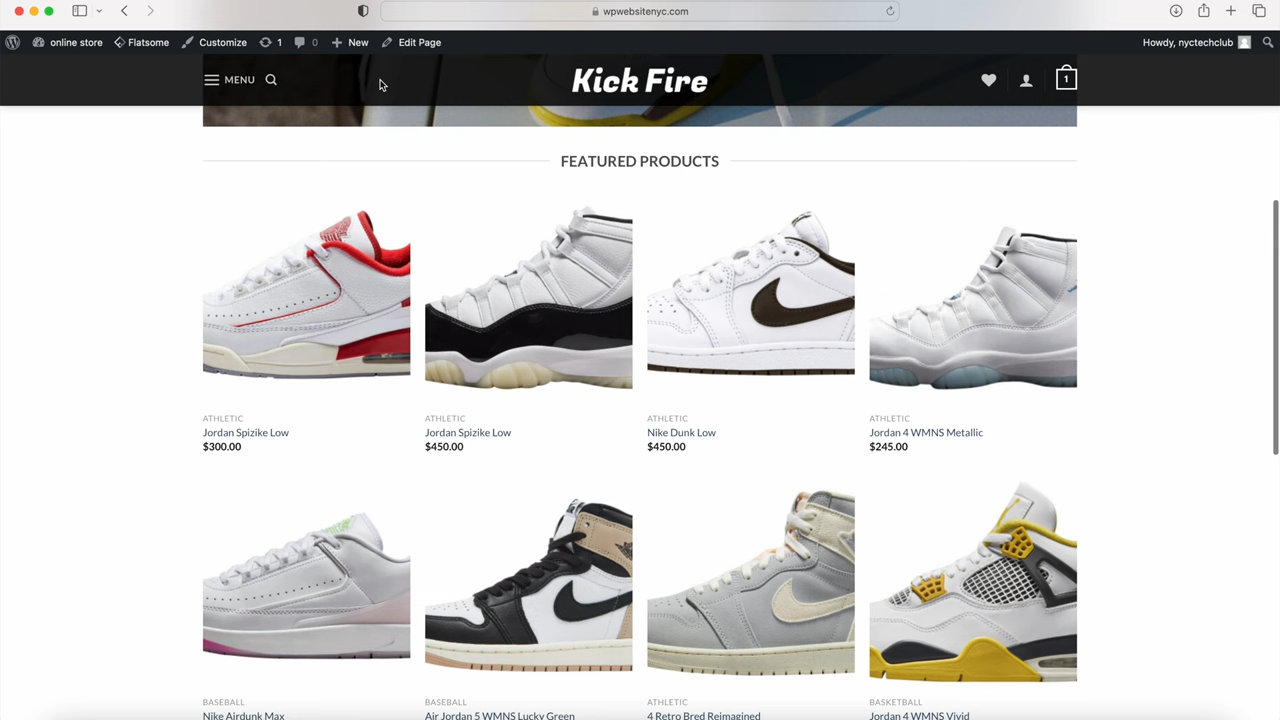 wpwebsitenyc.com
online store Flatsome Customize 1 0 New Edit Page Howdy, nyctechclub
MENU Kick Fire 1
FEATURED PRODUCTS
ATHLETIC ATHLETIC ATHLETIC ATHLETIC
Jordan Spizike Low Jordan Spizike Low Nike Dunk Low Jordan 4 WMNS Metallic
$300.00 $450.00 $450.00 $245.00
BASEBALL BASEBALL ATHLETIC BASKETBALL
Nike Airdunk Max Air Jordan 5 WMNS Lucky Green 4 Retro Bred Reimagined Jordan 4 WMNS Vivid